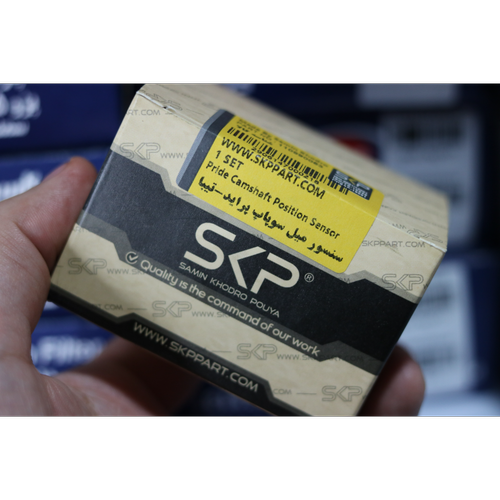 WWW.SKPPART.COM
1 SET
Pride Camshaft Position Sensor
سنسور میل سوپاپ پراید-تیبا
SKP®
SAMIN KHODRO POUYA
Quality is the command of our work
WWW.SKPPART.COM